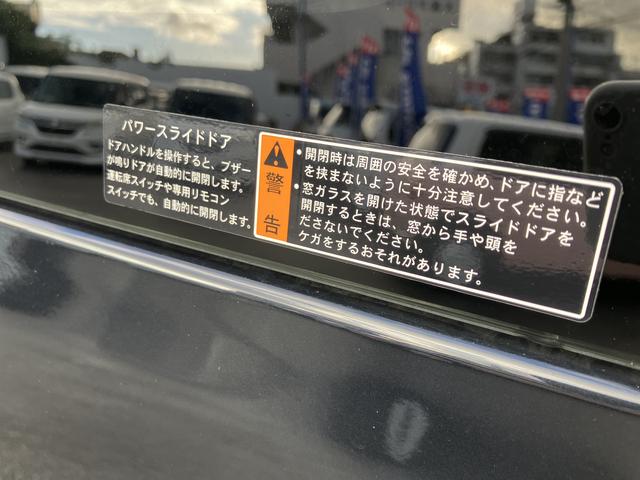 パワースライドドア
ドアハンドルを操作すると、ブザー
が鳴りドアが自動的に開閉します。
運転席スイッチや専用リモコン
スイッチでも、自動的に開閉します。
警告
・開閉時は周囲の安全を確かめ、ドアに指など
を挟まないように十分注意してください。
・窓ガラスを開けた状態でスライドドアを
開閉するときは、窓から手や頭を
ださないでください。
ケガをするおそれがあります。